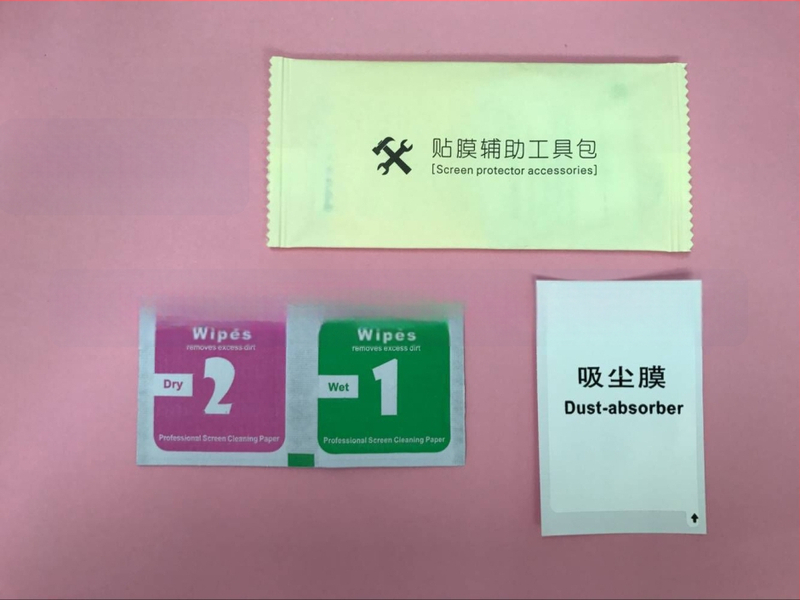 贴膜辅助工具包
[Screen protector accessories]
Wipes
removes excess dirt
Dry
2
Professional Screen Cleaning Paper
Wipes
removes excess dirt
Wet
1
Professional Screen Cleaning Paper
吸尘膜
Dust-absorber